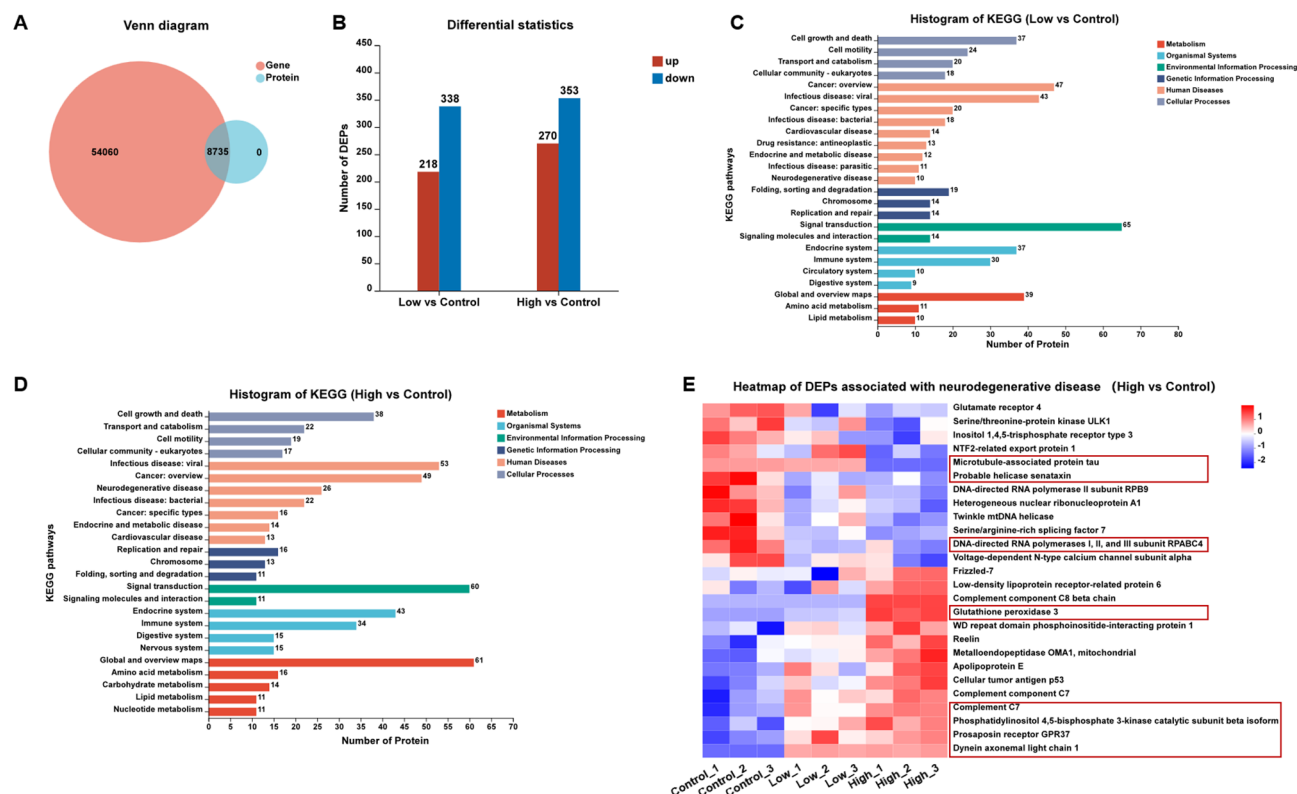 A
Venn diagram
Gene
Protein
54060
8735
0
B
Differential statistics
up
down
Number of DEPs
450
400
350
300
250
200
150
100
50
0
218
338
270
353
Low vs Control
High vs Control
C
Histogram of KEGG (Low vs Control)
KEGG pathways
Cell growth and death 37
Cell motility 24
Transport and catabolism 20
Cellular community - eukaryotes 18
Cancer: overview 47
Infectious disease: viral 43
Cancer: specific types 20
Infectious disease: bacterial 18
Cardiovascular disease 14
Drug resistance: antineoplastic 13
Endocrine and metabolic disease 12
Infectious disease: parasitic 11
Neurodegenerative disease 10
Folding, sorting and degradation 19
Chromosome 14
Replication and repair 14
Signal transduction 65
Signaling molecules and interaction 14
Endocrine system 37
Immune system 30
Circulatory system 10
Digestive system 9
Global and overview maps 39
Amino acid metabolism 11
Lipid metabolism 10
0 10 20 30 40 50 60 70 80
Number of Protein
Metabolism
Organismal Systems
Environmental Information Processing
Genetic Information Processing
Human Diseases
Cellular Processes
D
Histogram of KEGG (High vs Control)
KEGG pathways
Cell growth and death 38
Transport and catabolism 22
Cell motility 19
Cellular community - eukaryotes 17
Infectious disease: viral 53
Cancer: overview 49
Neurodegenerative disease 26
Infectious disease: bacterial 22
Cancer: specific types 16
Endocrine and metabolic disease 14
Cardiovascular disease 13
Replication and repair 16
Chromosome 13
Folding, sorting and degradation 11
Signal transduction 60
Signaling molecules and interaction 11
Endocrine system 43
Immune system 34
Digestive system 15
Nervous system 15
Global and overview maps 61
Amino acid metabolism 16
Carbohydrate metabolism 14
Lipid metabolism 11
Nucleotide metabolism 11
0 5 10 15 20 25 30 35 40 45 50 55 60 65 70
Number of Protein
Metabolism
Organismal Systems
Environmental Information Processing
Genetic Information Processing
Human Diseases
Cellular Processes
E
Heatmap of DEPs associated with neurodegenerative disease (High vs Control)
Glutamate receptor 4
Serine/threonine-protein kinase ULK1
Inositol 1,4,5-trisphosphate receptor type 3
NTF2-related export protein 1
Microtubule-associated protein tau
Probable helicase senataxin
DNA-directed RNA polymerase II subunit RPB9
Heterogeneous nuclear ribonucleoprotein A1
Twinkle mtDNA helicase
Serine/arginine-rich splicing factor 7
DNA-directed RNA polymerases I, II, and III subunit RPABC4
Voltage-dependent N-type calcium channel subunit alpha
Frizzled-7
Low-density lipoprotein receptor-related protein 6
Complement component C8 beta chain
Glutathione peroxidase 3
WD repeat domain phosphoinositide-interacting protein 1
Reelin
Metalloendopeptidase OMA1, mitochondrial
Apolipoprotein E
Cellular tumor antigen p53
Complement component C7
Complement C7
Phosphatidylinositol 4,5-bisphosphate 3-kinase catalytic subunit beta isoform
Prosaposin receptor GPR37
Dynein axonemal light chain 1
Control_1
Control_2
Control_3
Low_1
Low_2
Low_3
High_1
High_2
High_3
1
0
-1
-2